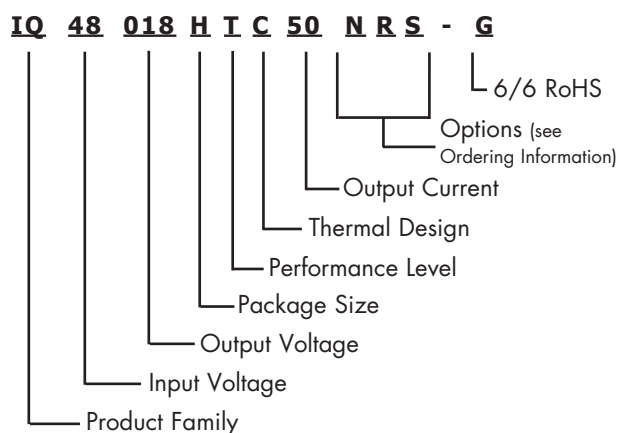 IQ 48 018 H T C 50 N R S - G
6/6 RoHS
Options (see
Ordering Information)
Output Current
Thermal Design
Performance Level
Package Size
Output Voltage
Input Voltage
Product Family